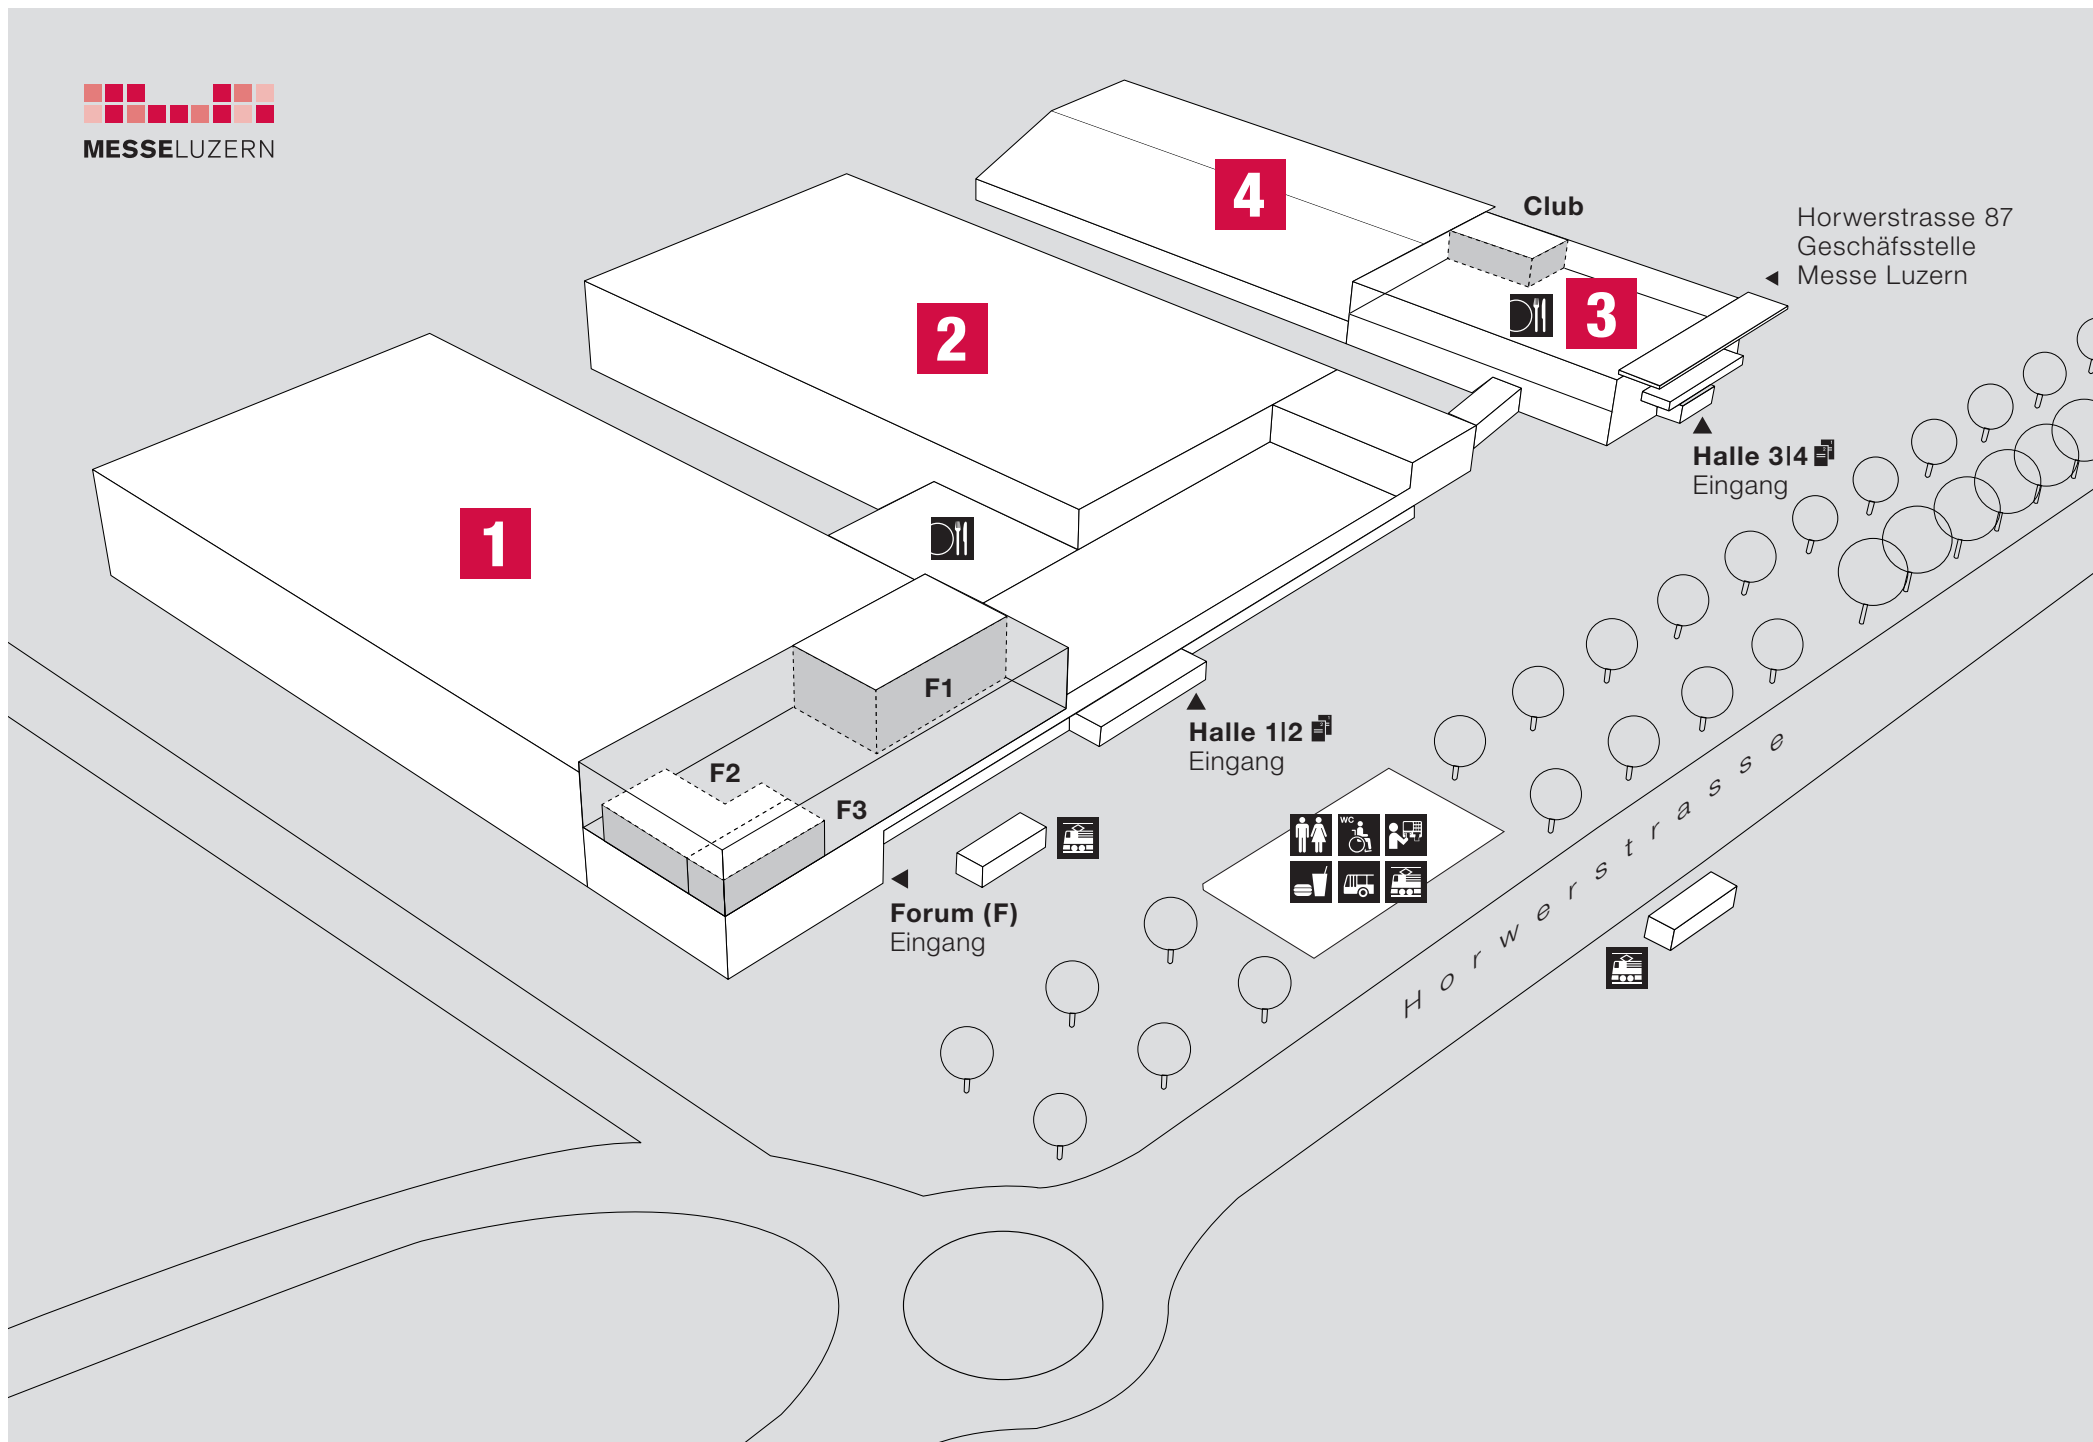 MESSELUZERN
4
Club
Horwerstrasse 87
Geschäfsstelle
Messe Luzern
3
2
Halle 3|4
Eingang
1
F1
Halle 1|2
Eingang
F2
F3
WC
Forum (F)
Eingang
Horwerstrasse